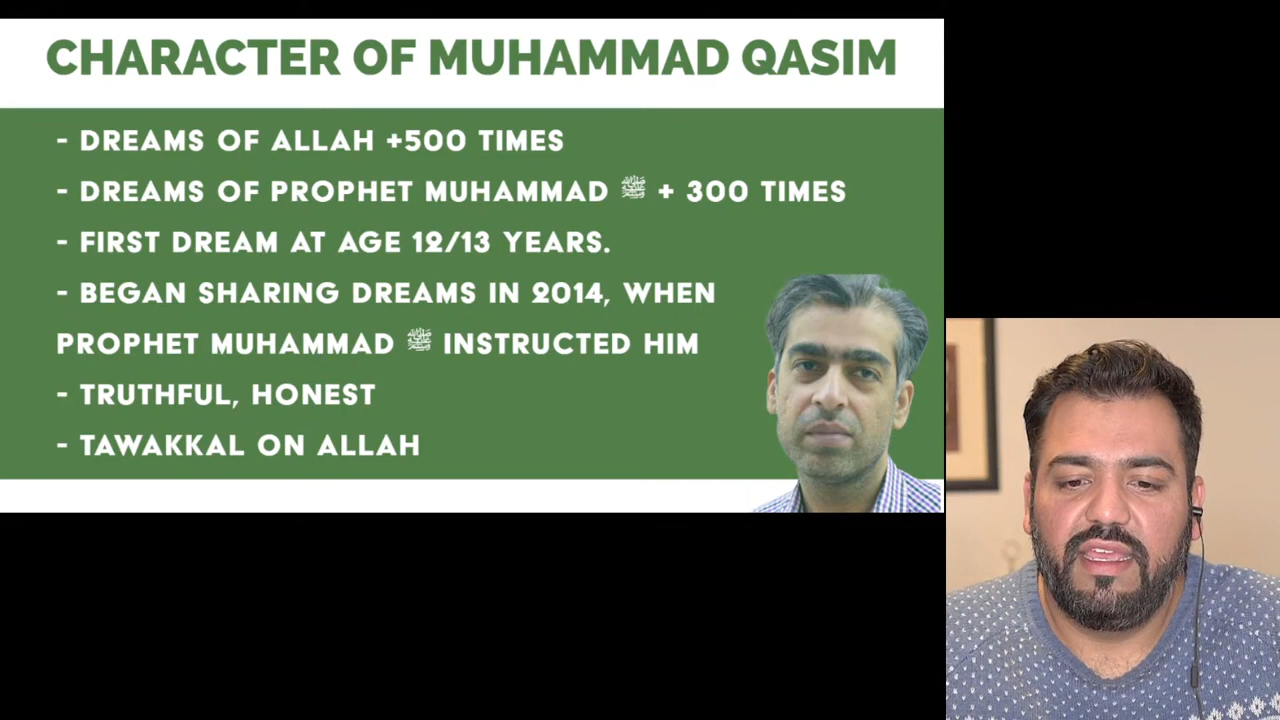 CHARACTER OF MUHAMMAD QASIM
- DREAMS OF ALLAH +500 TIMES
- DREAMS OF PROPHET MUHAMMAD ﷺ + 300 TIMES
- FIRST DREAM AT AGE 12/13 YEARS.
- BEGAN SHARING DREAMS IN 2014, WHEN
PROPHET MUHAMMAD ﷺ INSTRUCTED HIM
- TRUTHFUL, HONEST
- TAWAKKAL ON ALLAH